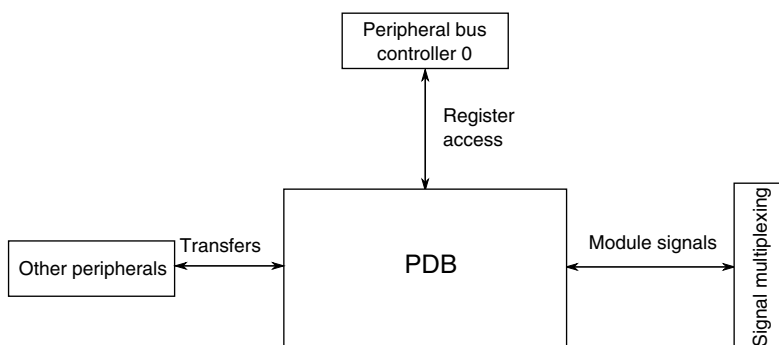 Peripheral bus
controller 0
Register
access
Transfers
Other peripherals
PDB
Module signals
Signal multiplexing